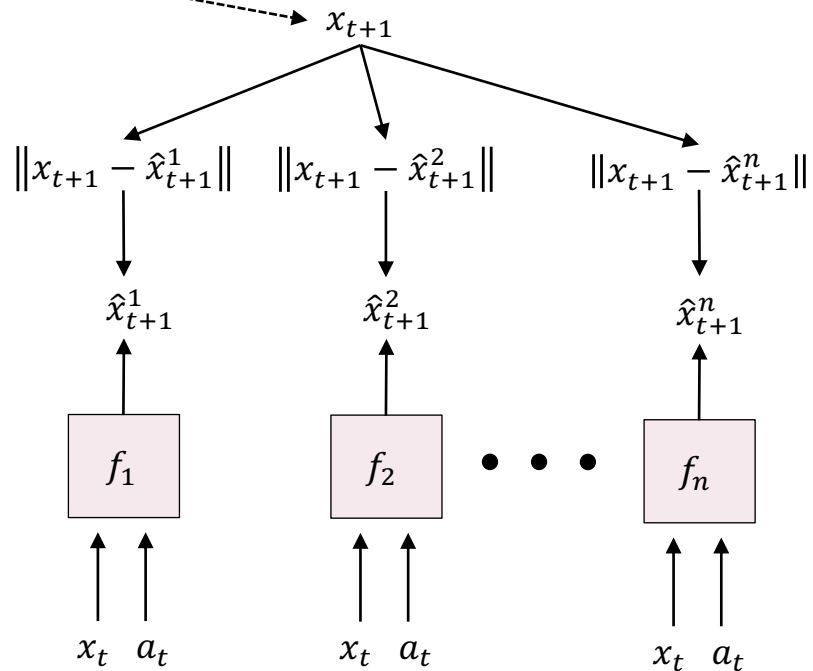 x_{t+1}
‖x_{t+1} − x̂^1_{t+1}‖ ‖x_{t+1} − x̂^2_{t+1}‖ ‖x_{t+1} − x̂^n_{t+1}‖
x̂^1_{t+1} x̂^2_{t+1} x̂^n_{t+1}
f_1 f_2 • • • f_n
x_t a_t x_t a_t x_t a_t